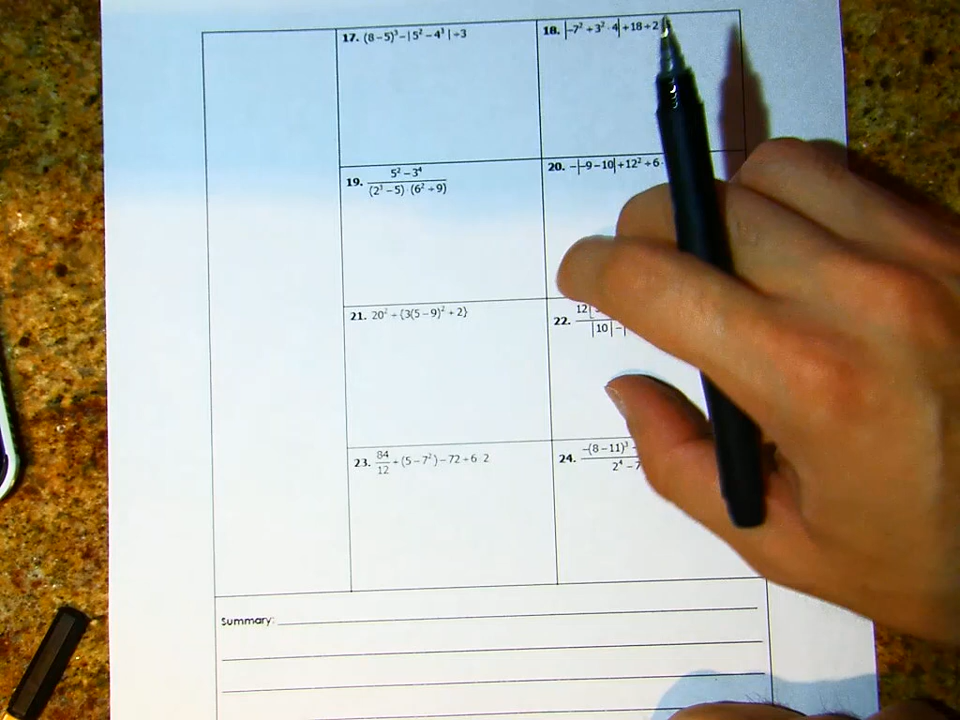 17. (8 – 5)³ – |5² – 4³| ÷ 3
18. |–7² + 3² · 4| + 18 ÷ 2
19. 5² – 3⁴
(2³ – 5) · (6² ÷ 9)
20. –|–9 – 10| + 12² ÷ 6 ·
21. 20² ÷ {3(5 – 9)² + 2}
22. 12[
|10| –
23. 84
12 + (5 – 7²) – 72 ÷ 6 · 2
24. –(8 – 11)³
2⁴ – 7
Summary: